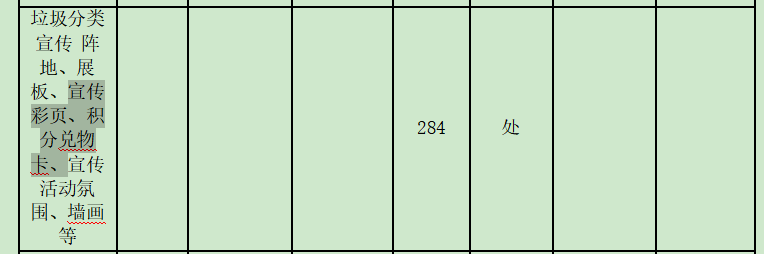 垃圾分类
宣传 阵
地、展
板、宣传
彩页、积
分兑物
卡、宣传
活动氛
围、墙画
等
284
处